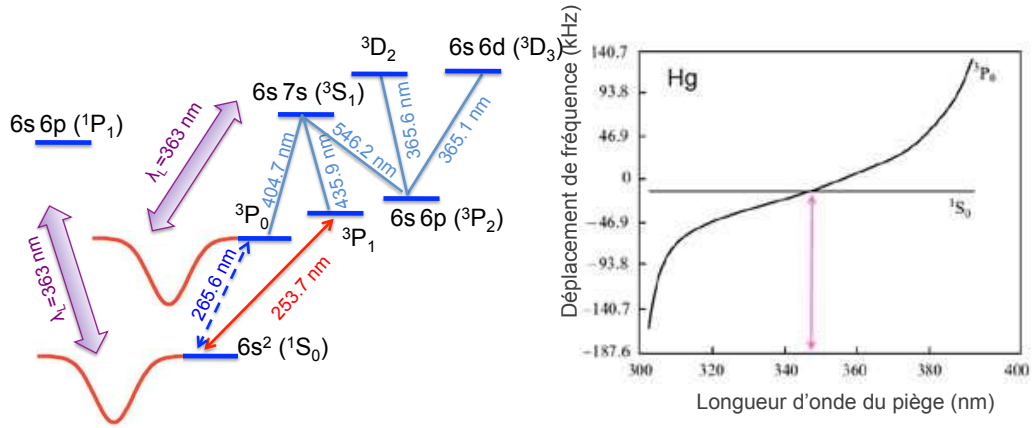 ³D₂
6s 6d (³D₃)
6s 7s (³S₁)
6s 6p (¹P₁)
λL=363 nm
λL=363 nm
404.7 nm
435.9 nm
546.2 nm
365.6 nm
365.1 nm
³P₀
³P₁
6s 6p (³P₂)
265.6 nm
253.7 nm
6s² (¹S₀)
Déplacement de fréquence (kHz)
140.7
93.8
46.9
0
−46.9
−93.8
−140.7
−187.6
Hg
³P₀
¹S₀
300
320
340
360
380
400
Longueur d'onde du piège (nm)